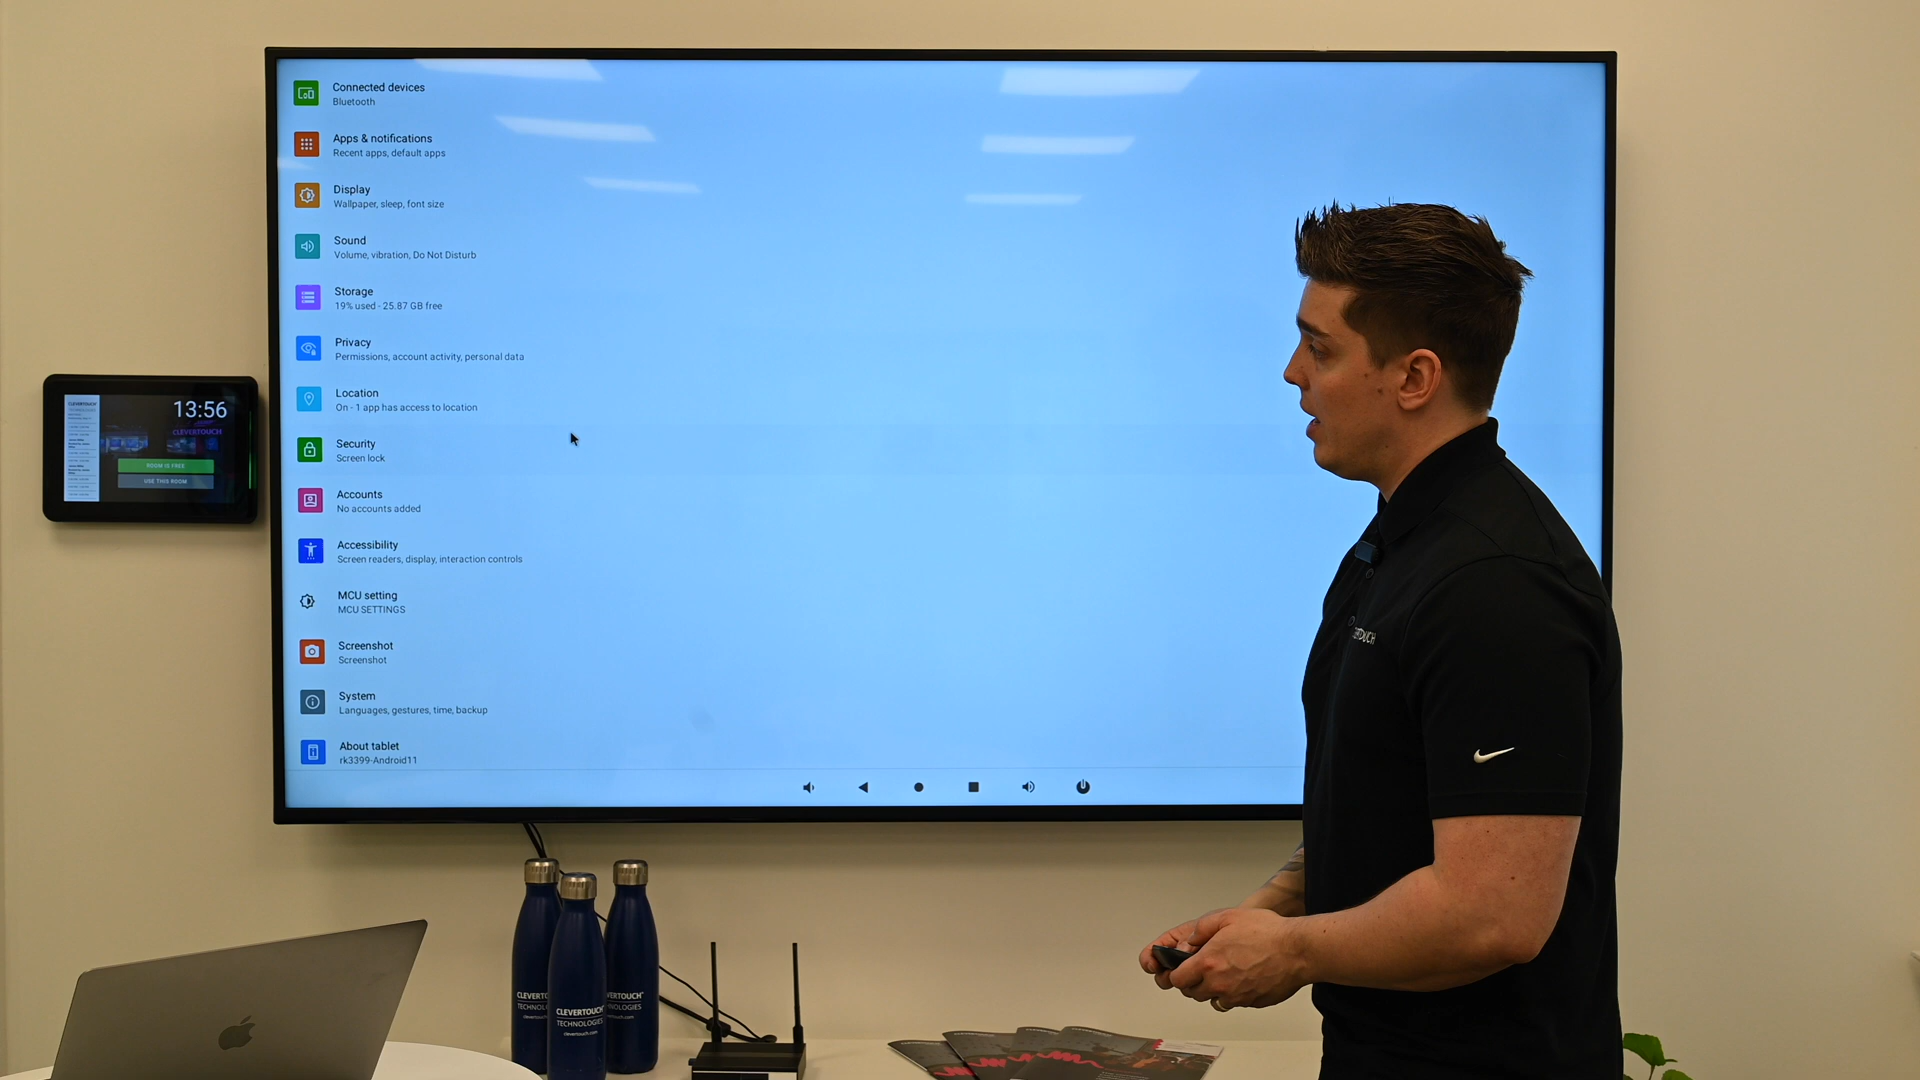 Connected devices
Bluetooth
Apps & notifications
Recent apps, default apps
Display
Wallpaper, sleep, font size
Sound
Volume, vibration, Do Not Disturb
Storage
19% used - 25.87 GB free
Privacy
Permissions, account activity, personal data
Location
On - 1 app has access to location
Security
Screen lock
Accounts
No accounts added
Accessibility
Screen readers, display, interaction controls
MCU setting
MCU SETTINGS
Screenshot
Screenshot
System
Languages, gestures, time, backup
About tablet
rk3399-Android11
13:56
CLEVERTOUCH
ROOM IS FREE
USE THIS ROOM
CLEVERTOUCH
TECHNOLOGIES
clevertouch.com